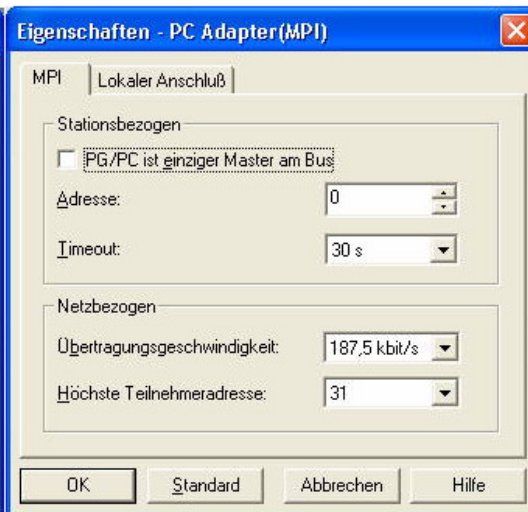 Eigenschaften - PC Adapter(MPI)
MPI Lokaler Anschluß
Stationsbezogen
PG/PC ist einziger Master am Bus
Adresse: 0
Timeout: 30 s
Netzbezogen
Übertragungsgeschwindigkeit: 187,5 kbit/s
Höchste Teilnehmeradresse: 31
OK Standard Abbrechen Hilfe